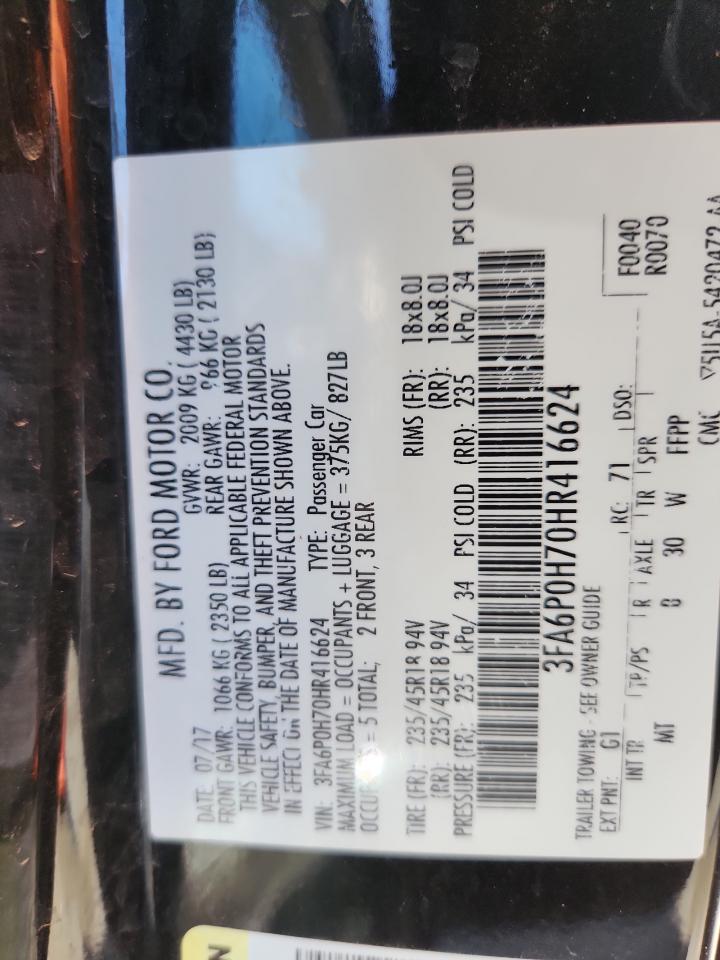 MFD. BY FORD MOTOR CO.
DATE 07/17 GVWR: 2009 KG ( 4430 LB)
FRONT GAWR: 1066 KG ( 2350 LB) REAR GAWR: 966 KG ( 2130 LB)
THIS VEHICLE CONFORMS TO ALL APPLICABLE FEDERAL MOTOR
VEHICLE SAFETY, BUMPER, AND THEFT PREVENTION STANDARDS
IN EFFECT ON THE DATE OF MANUFACTURE SHOWN ABOVE.
VIN: 3FA6P0H70HR416624 TYPE: Passenger Car
MAXIMUM LOAD = OCCUPANTS + LUGGAGE = 375KG/ 827LB
= 5 TOTAL; 2 FRONT, 3 REAR
TIRE (FR): 235/45R18 94V RIMS (FR): 18x8.0J
(RR): 235/45R18 94V (RR): 18x8.0J
PRESSURE (FR): 235 kPa/ 34 PSI COLD (RR): 235 kPa/ 34 PSI COLD
3FA6P0H70HR416624
TRAILER TOWING - SEE OWNER GUIDE
EXT PNT: G1 RC: 71 DSO: F0040
R0070
INT TR TP/PS R AXLE TR SPR
MT 30 W FFPP